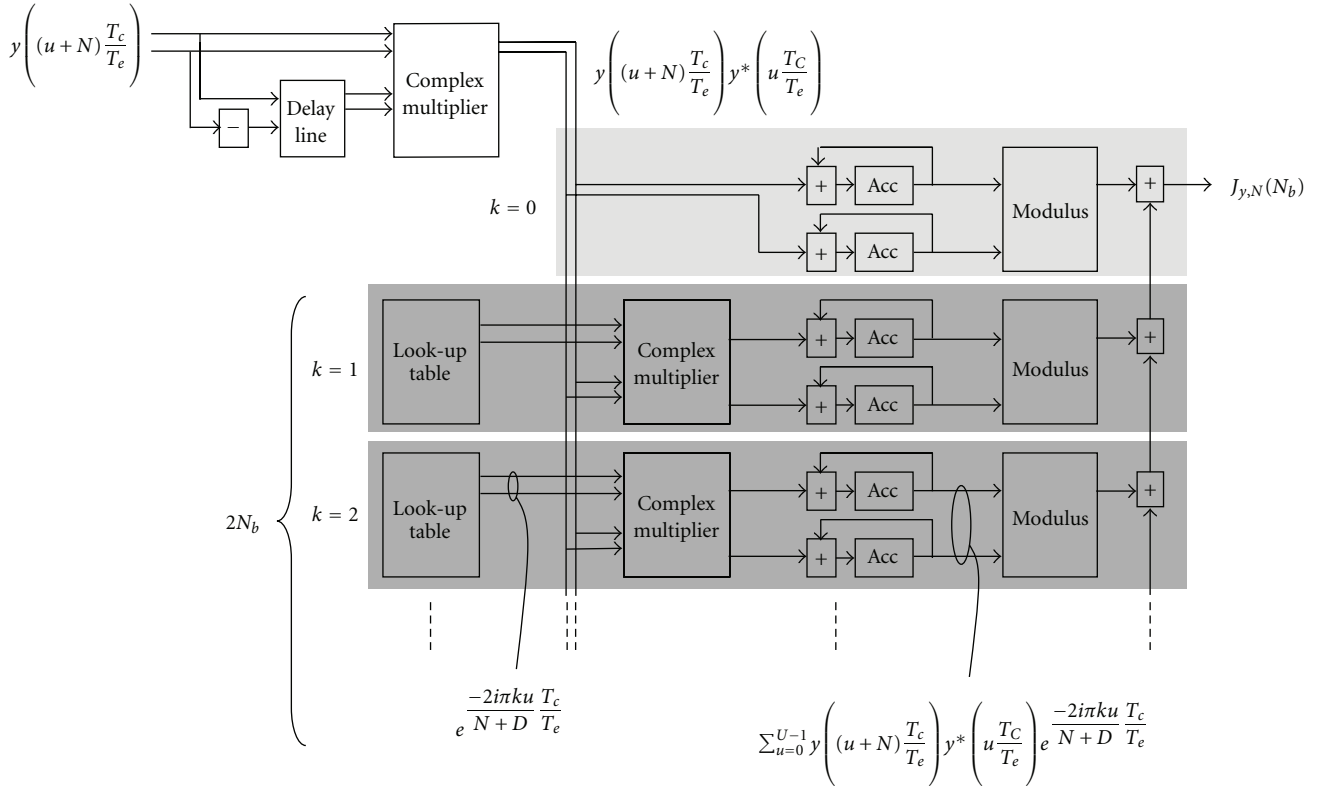 y((u + N) T_c/T_e)
Complex multiplier
Delay line
−
y((u + N) T_c/T_e) y*(u T_C/T_e)
k = 0
+
Acc
+
Acc
Modulus
+
J_{y,N}(N_b)
2N_b
k = 1
Look-up table
Complex multiplier
+
Acc
+
Acc
Modulus
+
k = 2
Look-up table
Complex multiplier
+
Acc
+
Acc
Modulus
+
e^{−2iπku/(N + D) T_c/T_e}
∑_{u=0}^{U−1} y((u + N) T_c/T_e) y*(u T_C/T_e) e^{−2iπku/(N + D) T_c/T_e}